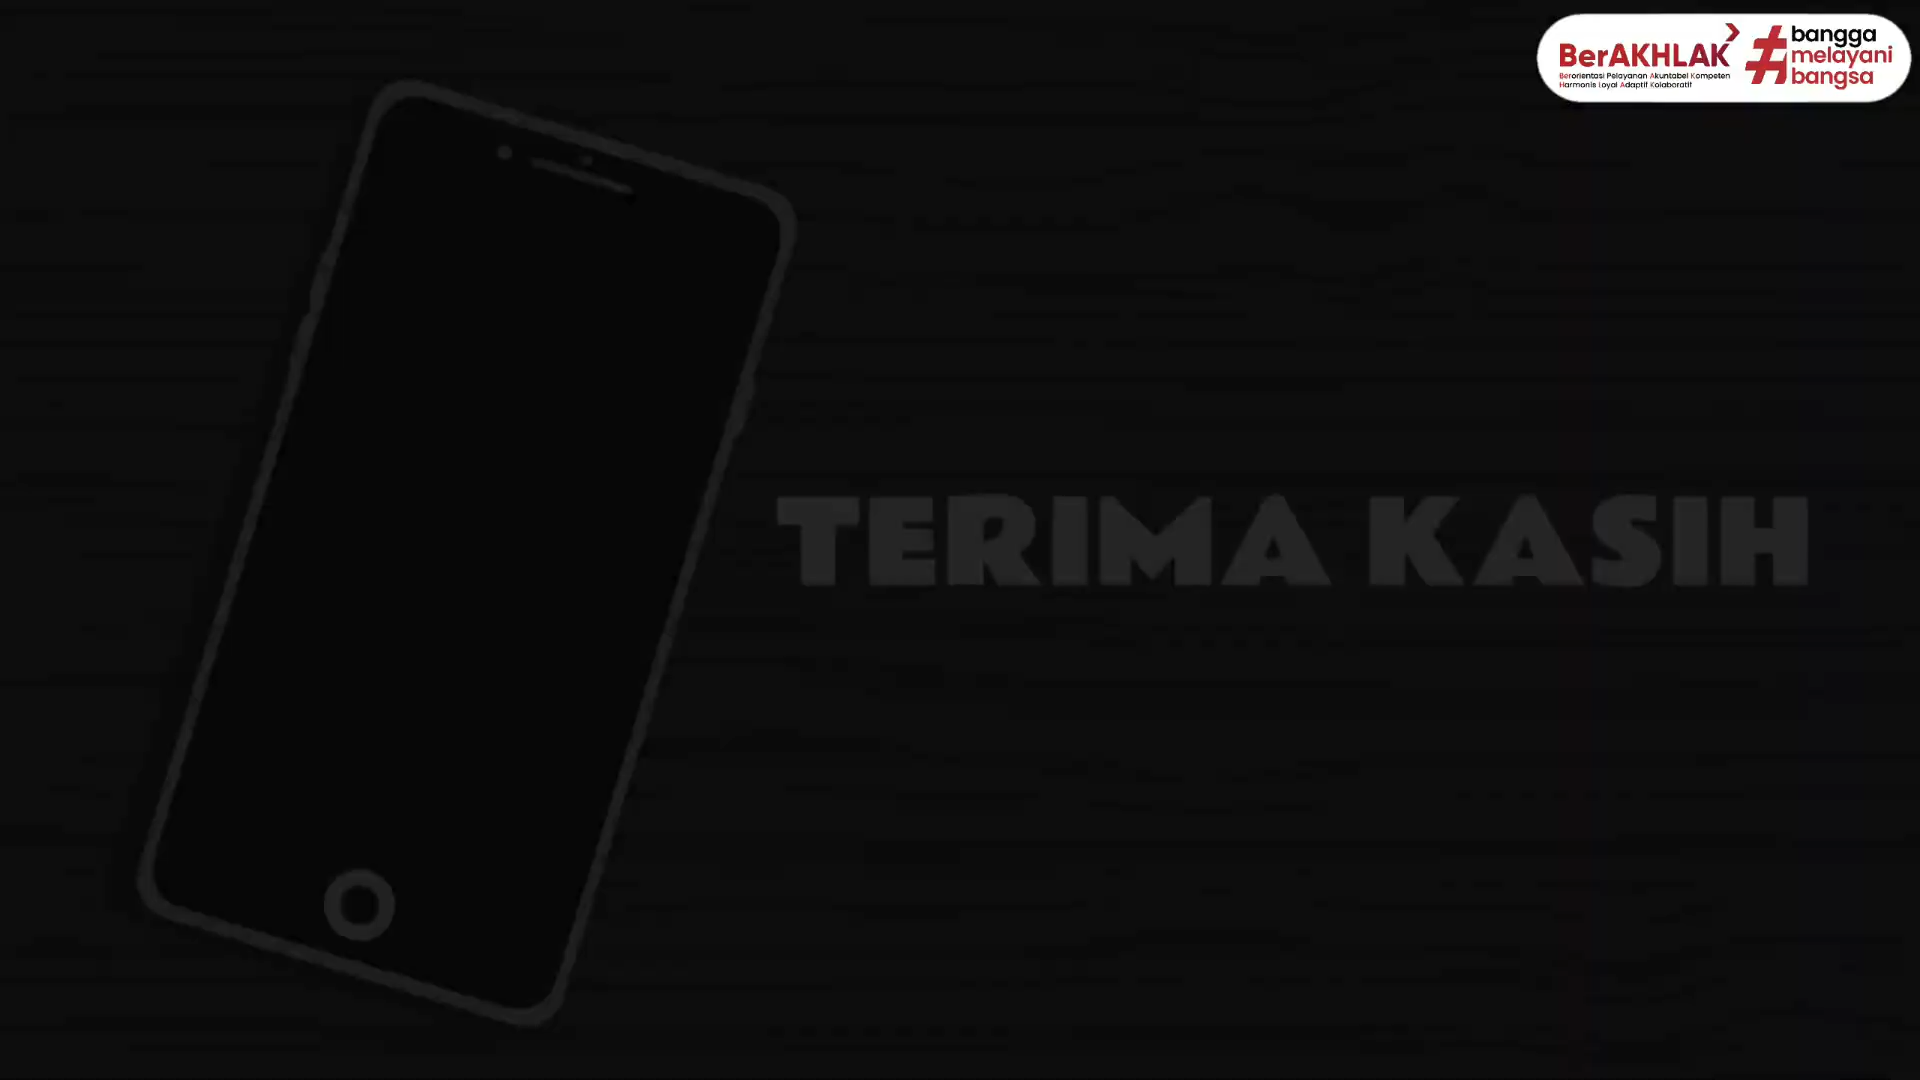 BerAKHLAK
Berorientasi Pelayanan Akuntabel Kompeten
Harmonis Loyal Adaptif Kolaboratif
#bangga
melayani
bangsa
TERIMA KASIH